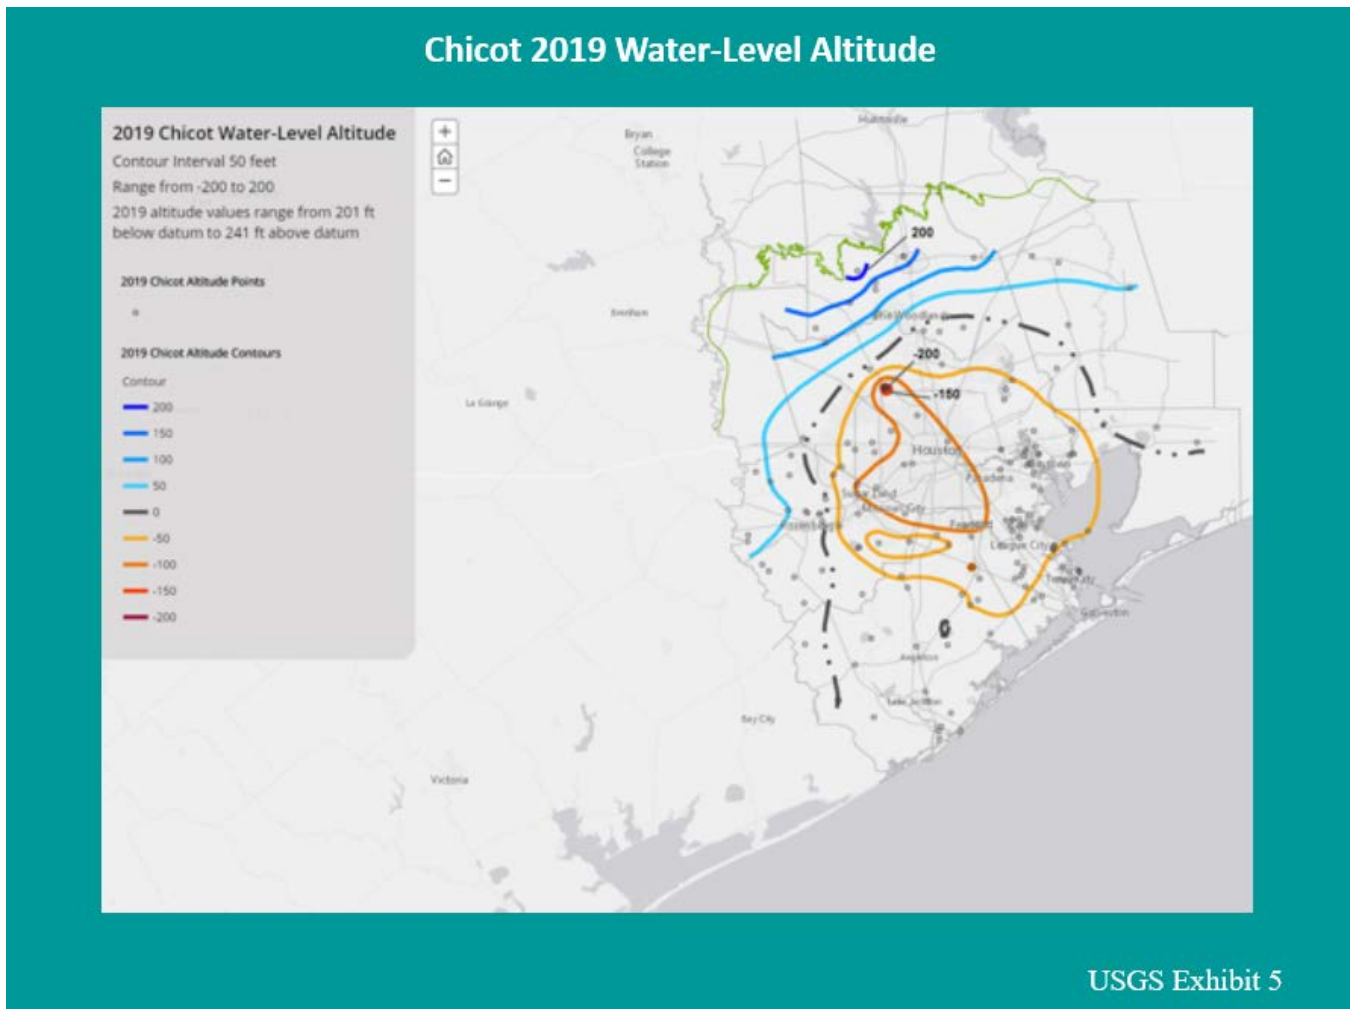 Chicot 2019 Water-Level Altitude
2019 Chicot Water-Level Altitude
Contour Interval 50 feet
Range from -200 to 200
2019 altitude values range from 201 ft
below datum to 241 ft above datum
2019 Chicot Altitude Points
2019 Chicot Altitude Contours
Contour
200
150
100
50
0
-50
-100
-150
-200
+
−
Huntsville
Bryan
College
Station
200
Brenham
The Woodlands
-200
-150
La Grange
Houston
Pasadena
Sugar Land
Missouri City
Rosenberg
Pearland
League City
Texas City
Galveston
0
Angleton
Lake Jackson
Bay City
Victoria
USGS Exhibit 5